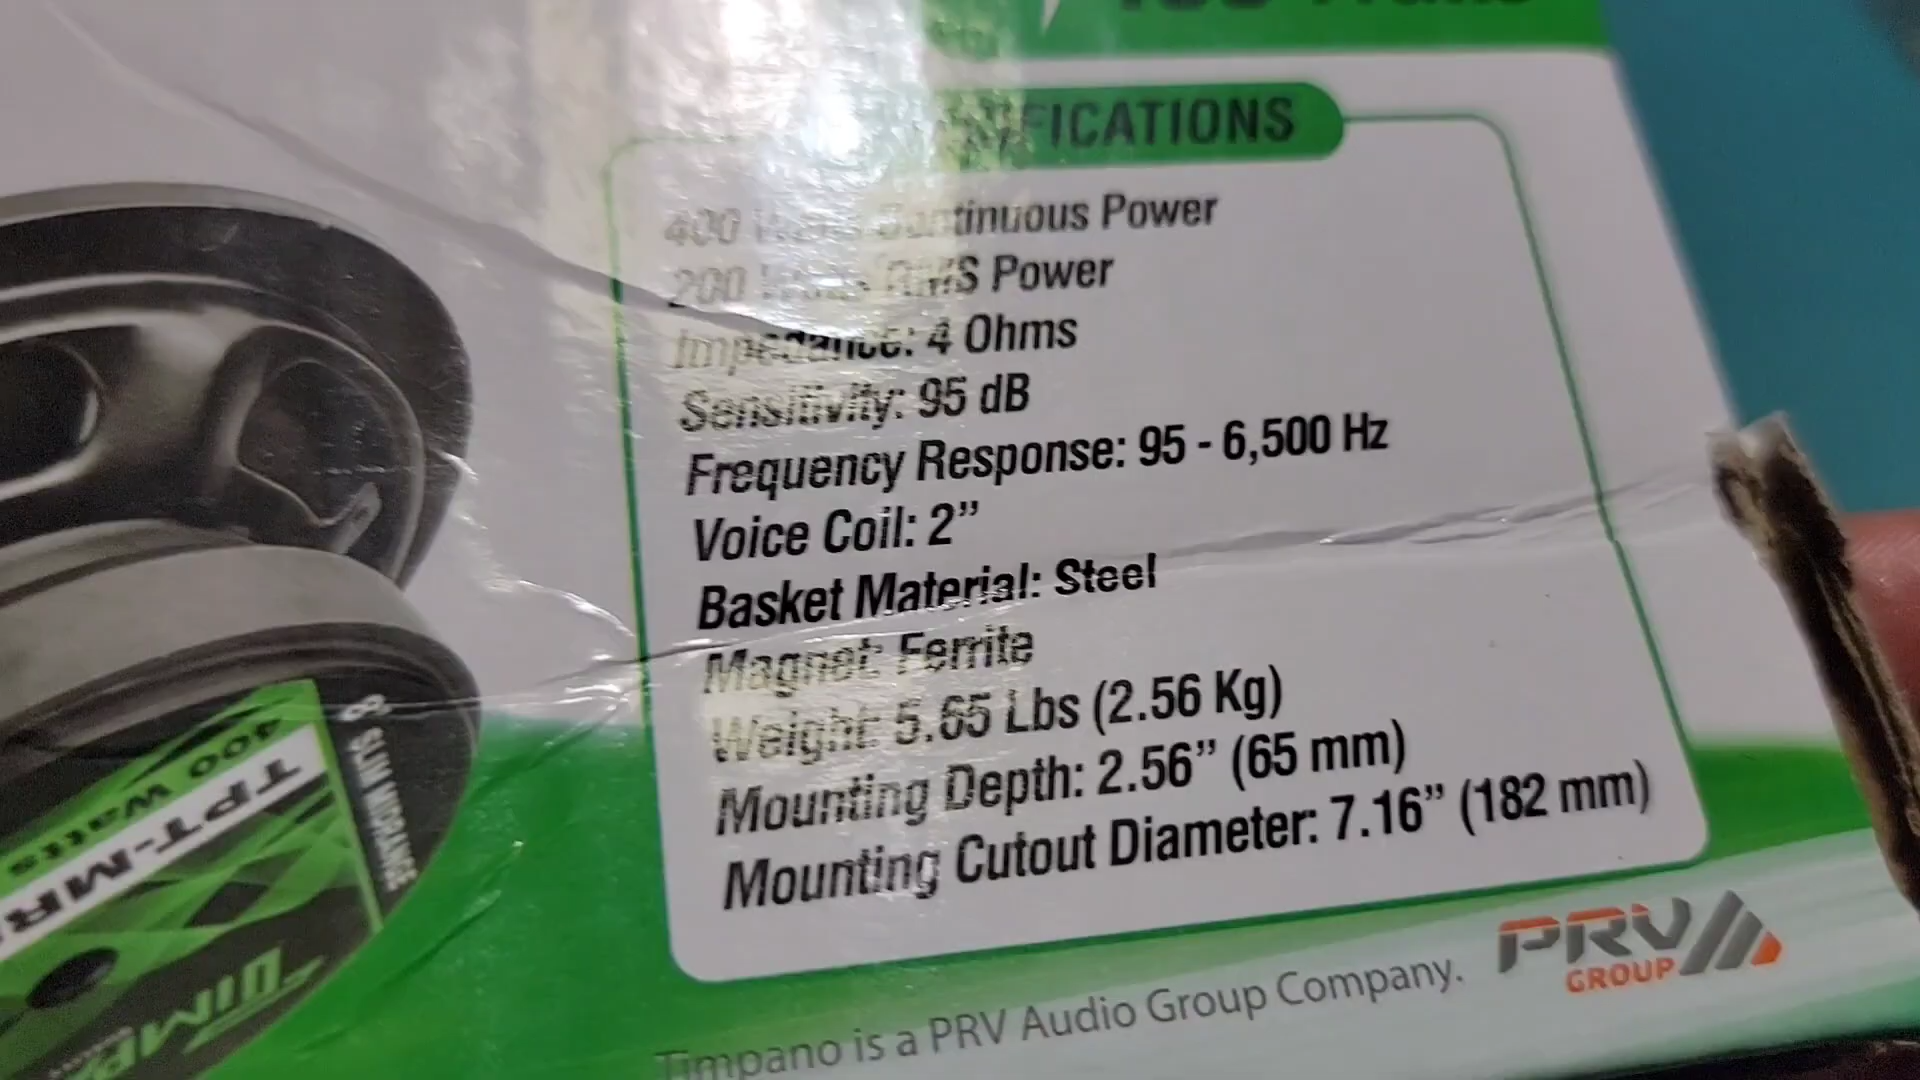 FICATIONS
400 Watts Continuous Power
200 Watts RMS Power
Impedance: 4 Ohms
Sensitivity: 95 dB
Frequency Response: 95 - 6,500 Hz
Voice Coil: 2”
Basket Material: Steel
Magnet: Ferrite
Weight: 5.65 Lbs (2.56 Kg)
Mounting Depth: 2.56” (65 mm)
Mounting Cutout Diameter: 7.16” (182 mm)
8 SLIM MIDRANGE
400 Watts
TPT-MR
PRV
GROUP
Timpano is a PRV Audio Group Company.